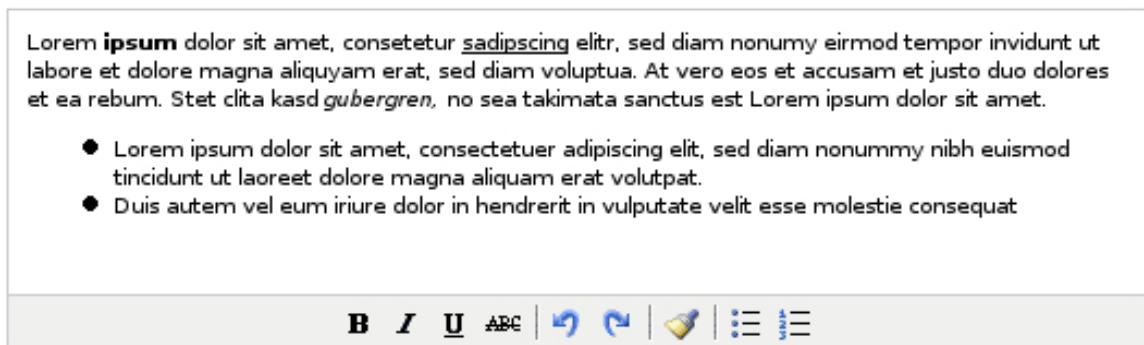 Lorem ipsum dolor sit amet, consetetur sadipscing elitr, sed diam nonumy eirmod tempor invidunt ut
labore et dolore magna aliquyam erat, sed diam voluptua. At vero eos et accusam et justo duo dolores
et ea rebum. Stet clita kasd gubergren, no sea takimata sanctus est Lorem ipsum dolor sit amet.
● Lorem ipsum dolor sit amet, consectetuer adipiscing elit, sed diam nonummy nibh euismod
tincidunt ut laoreet dolore magna aliquam erat volutpat.
● Duis autem vel eum iriure dolor in hendrerit in vulputate velit esse molestie consequat
B I U ABC